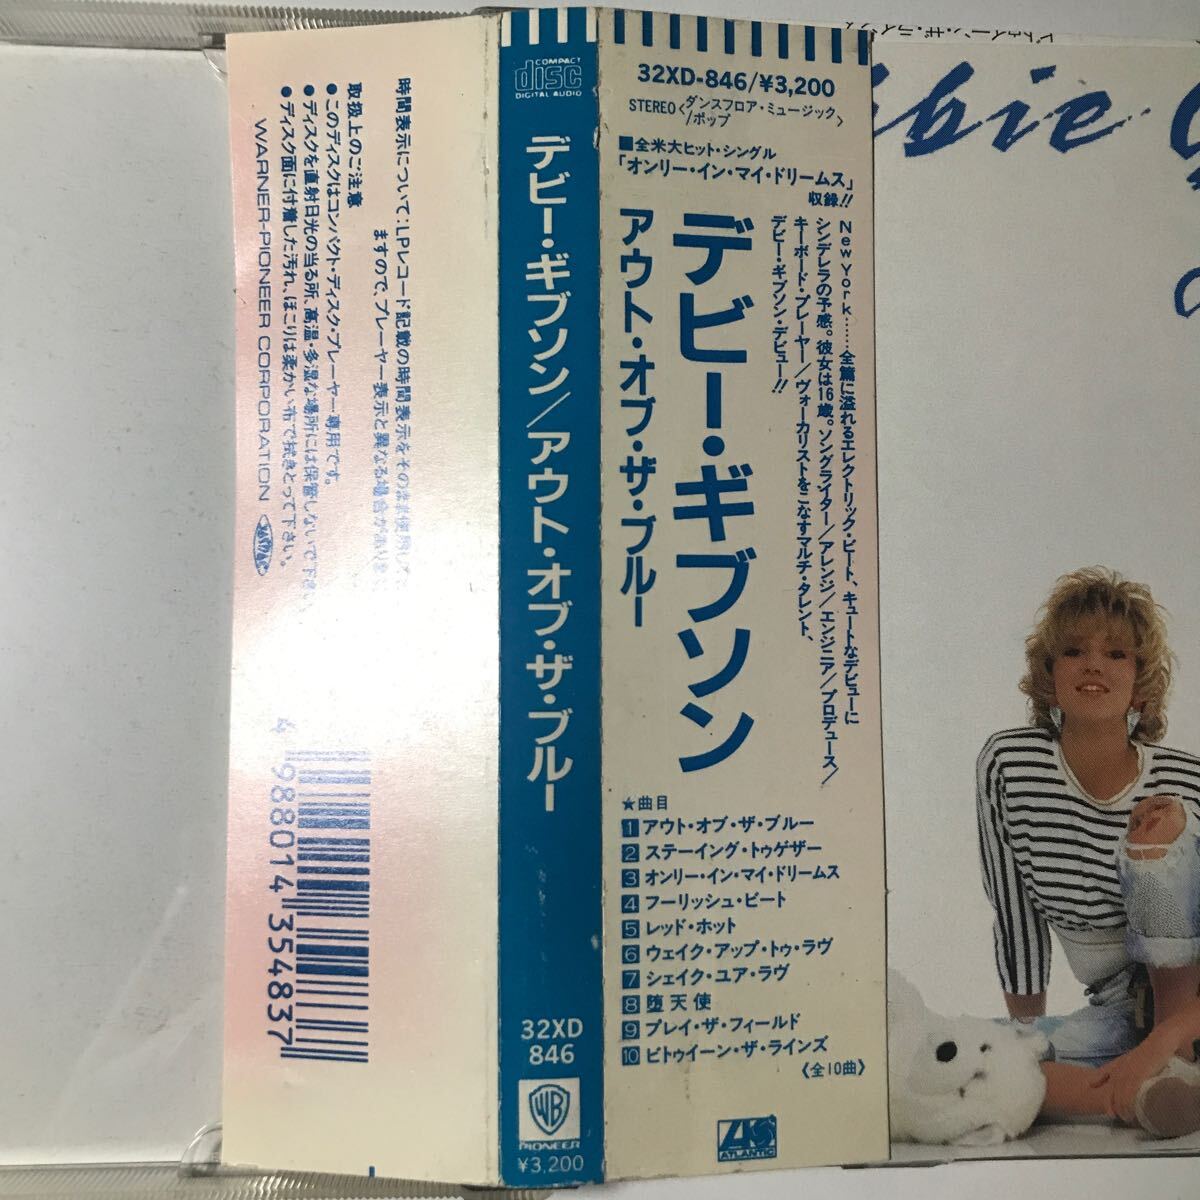 時間表示について:LPレコード記載の時間表示をそのまま使用して
ますので、プレーヤー表示と異なる場合があります
取扱上のご注意
●このディスクはコンパクト・ディスク・プレーヤー専用です。
●ディスクを直射日光の当る所、高温・多湿な場所には保管しないで下さい
●ディスク面に付着した汚れ、ほこりは柔かい布で拭きとって下さい。
WARNER-PIONEER CORPORATION
4 988014 354837
COMPACT
disc
DIGITAL AUDIO
デビー・ギブソン/アウト・オブ・ザ・ブルー
32XD
846
WB
PIONEER
¥3,200
32XD-846/¥3,200
STEREO〈ダンスフロア・ミュージック
/ポップ〉
■全米大ヒット・シングル
「オンリー・イン・マイ・ドリームス」
収録!!
New York……全篇に溢れるエレクトリック・ビート、キュートなデビューに
シンデレラの予感。彼女は16歳。ソングライター/アレンジ/エンジニア/プロデュース/
キーボード・プレーヤー/ヴォーカリストをこなすマルチ・タレント、
デビー・ギブソン・デビュー!!
デビー・ギブソン
アウト・オブ・ザ・ブルー
★曲目
1 アウト・オブ・ザ・ブルー
2 ステーイング・トゥゲザー
3 オンリー・イン・マイ・ドリームス
4 フーリッシュ・ビート
5 レッド・ホット
6 ウェイク・アップ・トゥ・ラヴ
7 シェイク・ユア・ラヴ
8 堕天使
9 プレイ・ザ・フィールド
10 ビトゥイーン・ザ・ラインズ
《全10曲》
ATLANTIC
bbie